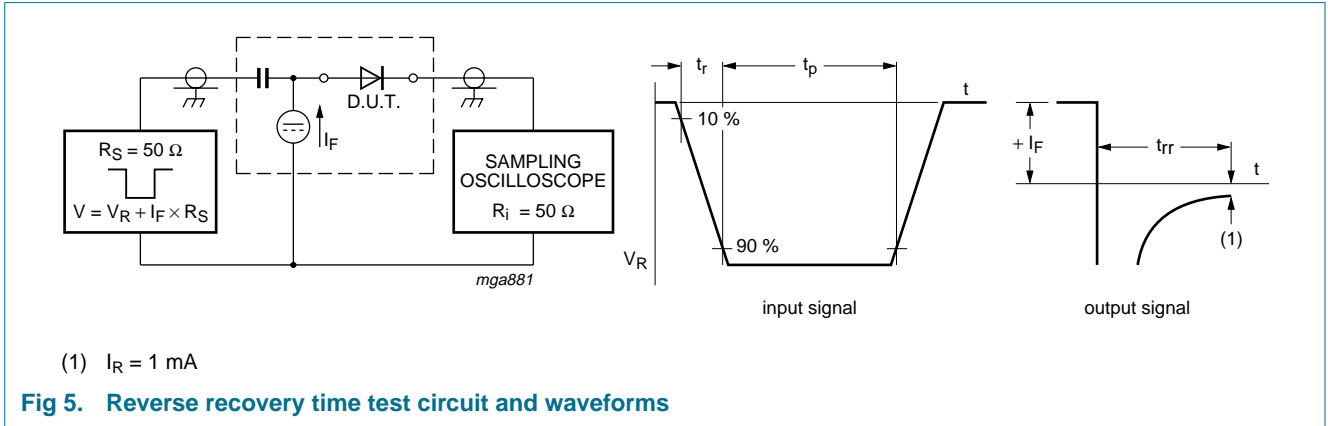 R_S = 50 Ω
V = V_R + I_F × R_S
D.U.T.
I_F
SAMPLING
OSCILLOSCOPE
R_i = 50 Ω
mga881
t_r
t_p
t
10 %
90 %
V_R
input signal
+ I_F
t_rr
t
(1)
output signal
(1) I_R = 1 mA
Fig 5. Reverse recovery time test circuit and waveforms